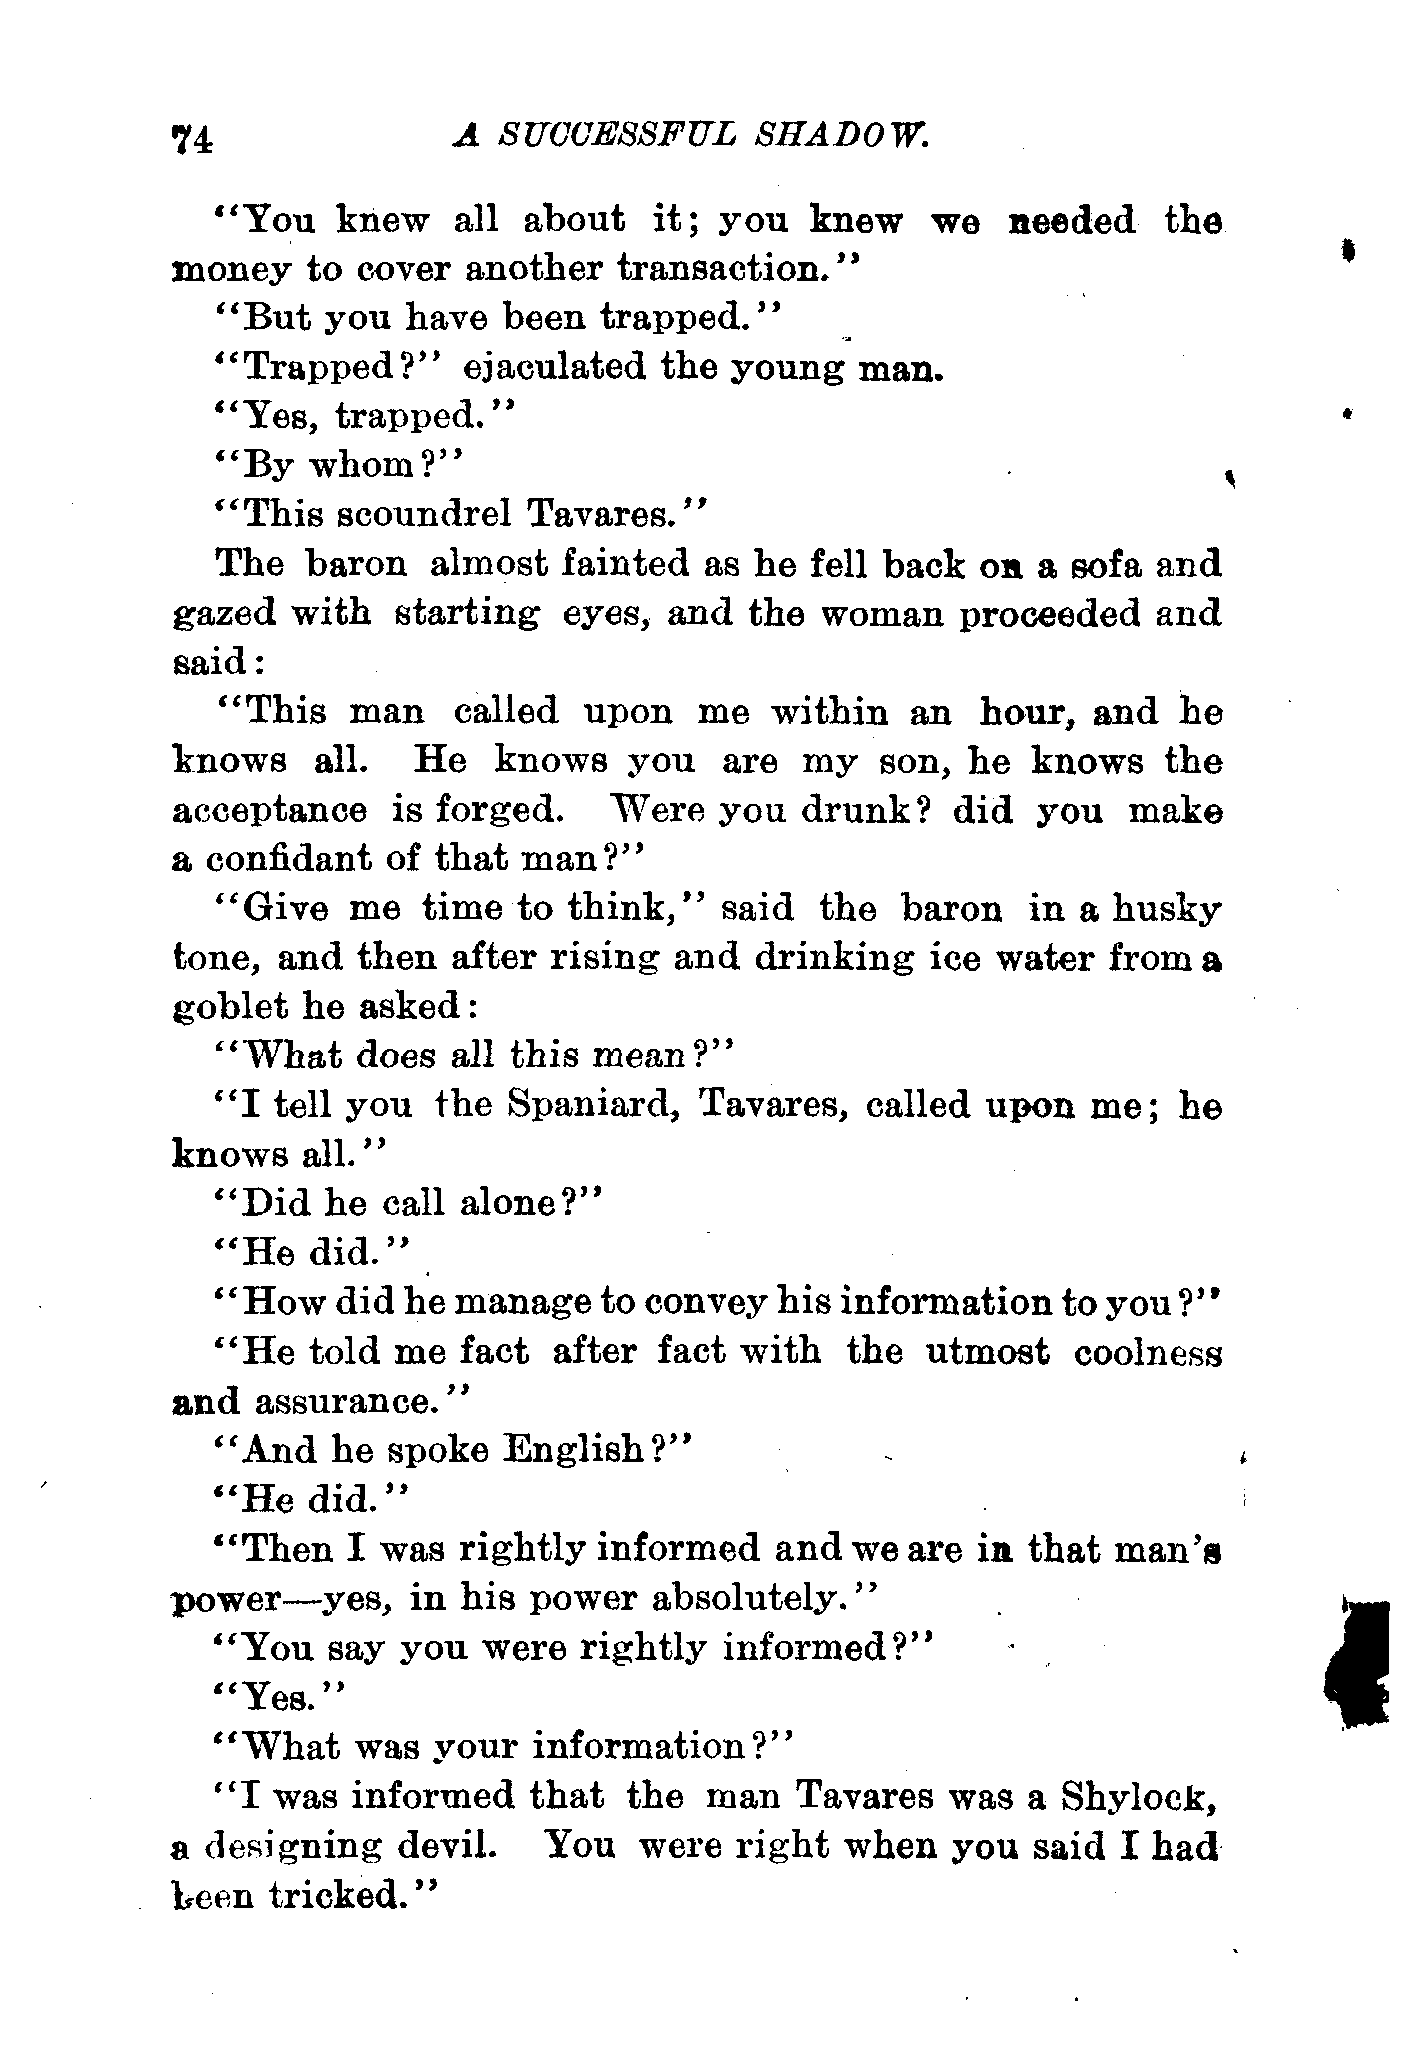 74 A SUCCESSFUL SHADOW.
"You knew all about it; you knew we needed the
money to cover another transaction."
"But you have been trapped."
"Trapped?" ejaculated the young man.
"Yes, trapped."
"By whom?"
"This scoundrel Tavares."
The baron almost fainted as he fell back on a sofa and
gazed with starting eyes, and the woman proceeded and
said:
"This man called upon me within an hour, and he
knows all. He knows you are my son, he knows the
acceptance is forged. Were you drunk? did you make
a confidant of that man?"
"Give me time to think," said the baron in a husky
tone, and then after rising and drinking ice water from a
goblet he asked:
"What does all this mean?"
"I tell you the Spaniard, Tavares, called upon me; he
knows all."
"Did he call alone?"
"He did."
"How did he manage to convey his information to you?"
"He told me fact after fact with the utmost coolness
and assurance."
"And he spoke English?"
"He did."
"Then I was rightly informed and we are in that man's
power—yes, in his power absolutely."
"You say you were rightly informed?"
"Yes."
"What was your information?"
"I was informed that the man Tavares was a Shylock,
a designing devil. You were right when you said I had
been tricked."